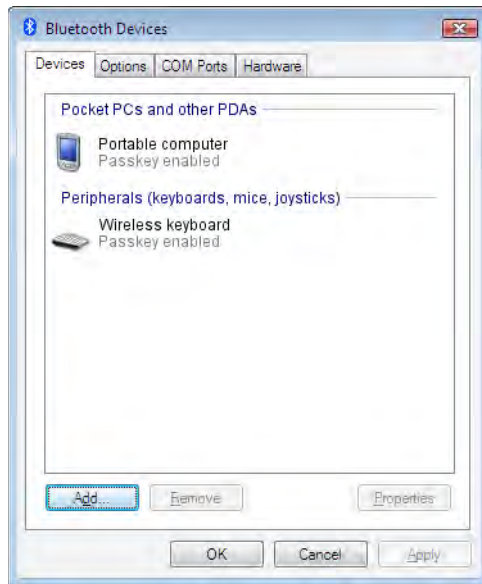 Bluetooth Devices
Devices Options COM Ports Hardware
Pocket PCs and other PDAs
Portable computer
Passkey enabled
Peripherals (keyboards, mice, joysticks)
Wireless keyboard
Passkey enabled
Add... Remove Properties
OK Cancel Apply